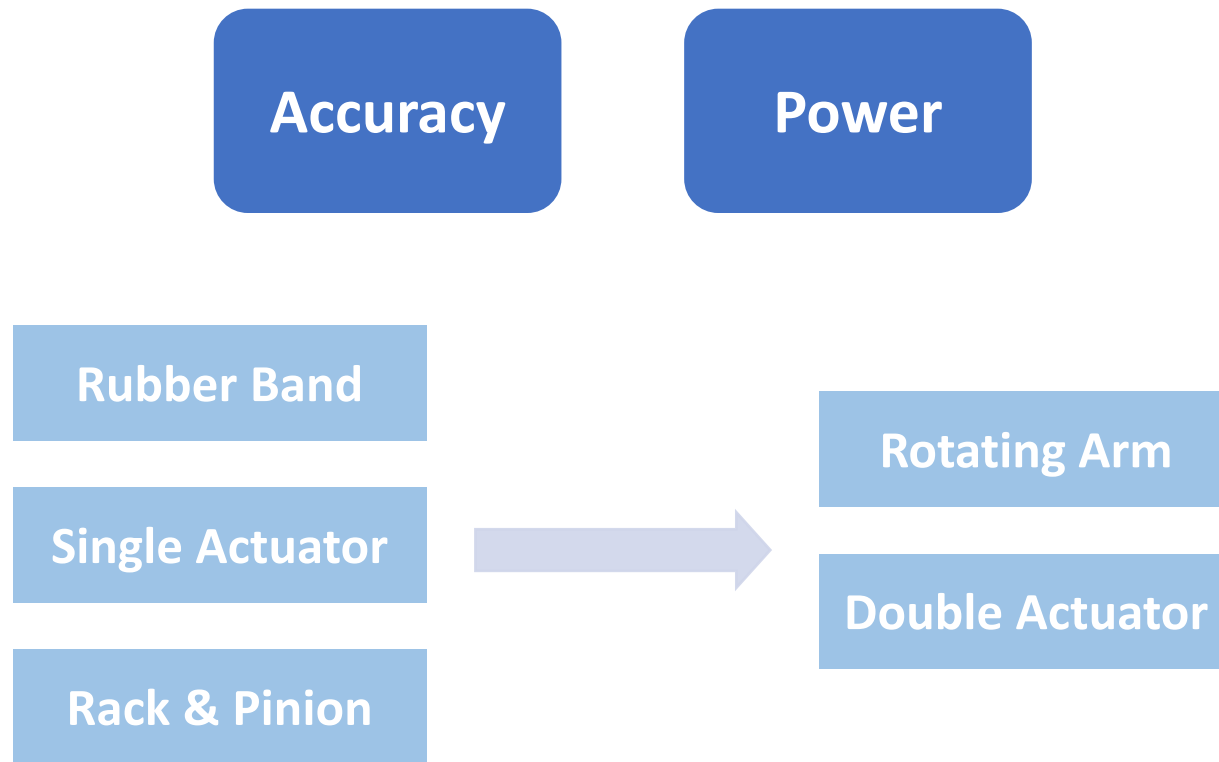 Accuracy
Power
Rubber Band
Single Actuator
Rack & Pinion
Rotating Arm
Double Actuator